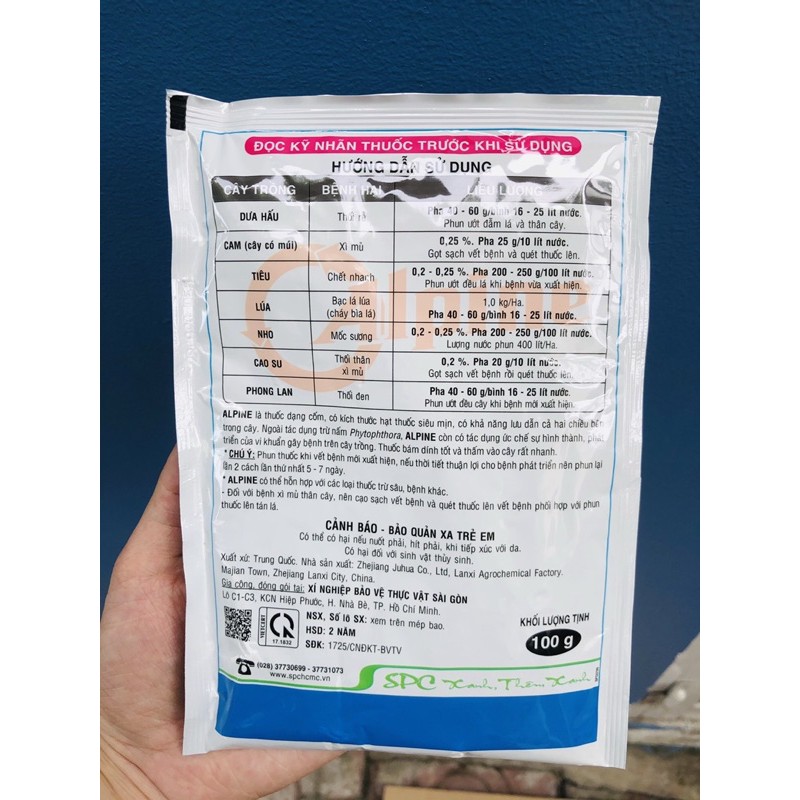 ĐỌC KỸ NHÃN THUỐC TRƯỚC KHI SỬ DỤNG
HƯỚNG DẪN SỬ DỤNG
CÂY TRỒNG BỆNH HẠI LIỀU LƯỢNG
DƯA HẤU Thối rễ Pha 40 - 60 g/bình 16 - 25 lít nước.
Phun ướt đẫm lá và thân cây.
CAM (cây có múi) Xì mủ 0,25 %. Pha 25 g/10 lít nước.
Gọt sạch vết bệnh và quét thuốc lên.
TIÊU Chết nhanh 0,2 - 0,25 %. Pha 200 - 250 g/100 lít nước.
Phun ướt đều lá khi bệnh vừa xuất hiện.
LÚA Bạc lá lúa (cháy bìa lá) 1,0 kg/Ha.
Pha 40 - 60 g/bình 16 - 25 lít nước.
NHO Mốc sương 0,2 - 0,25 %. Pha 200 - 250 g/100 lít nước.
Lượng nước phun 400 lít/Ha.
CAO SU Thối thân xì mủ 0,2 %. Pha 20 g/10 lít nước.
Gọt sạch vết bệnh rồi quét thuốc lên.
PHONG LAN Thối đen Pha 40 - 60 g/bình 16 - 25 lít nước.
Phun ướt đều cây khi bệnh mới xuất hiện.
Alpine
ALPINE là thuốc dạng cốm, có kích thước hạt thuốc siêu mịn, có khả năng lưu dẫn cả hai chiều bên
trong cây. Ngoài tác dụng trừ nấm Phytophthora, ALPINE còn có tác dụng ức chế sự hình thành, phát
triển của vi khuẩn gây bệnh trên cây trồng. Thuốc bám dính tốt và thấm vào cây rất nhanh.
* CHÚ Ý: Phun thuốc khi vết bệnh mới xuất hiện, nếu thời tiết thuận lợi cho bệnh phát triển nên phun lại
lần 2 cách lần thứ nhất 5 - 7 ngày.
* ALPINE có thể hỗn hợp với các loại thuốc trừ sâu, bệnh khác.
- Đối với bệnh xì mủ thân cây, nên cạo sạch vết bệnh và quét thuốc lên vết bệnh phối hợp với phun
thuốc lên tán lá.
CẢNH BÁO - BẢO QUẢN XA TRẺ EM
Có thể có hại nếu nuốt phải, hít phải, khi tiếp xúc với da.
Có hại đối với sinh vật thủy sinh.
Xuất xứ: Trung Quốc. Nhà sản xuất: Zhejiang Juhua Co., Ltd, Lanxi Agrochemical Factory.
Majian Town, Zhejiang Lanxi City, China.
Gia công, đóng gói tại: XÍ NGHIỆP BẢO VỆ THỰC VẬT SÀI GÒN
Lô C1-C3, KCN Hiệp Phước, H. Nhà Bè, TP. Hồ Chí Minh.
VIETCERT
17.1832
NSX, Số lô SX: xem trên mép bao.
HSD: 2 NĂM
SĐK: 1725/CNĐKT-BVTV
KHỐI LƯỢNG TỊNH
100 g
(028) 37730699 - 37731073
www.spchcmc.vn
SPC Xanh, Thêm Xanh